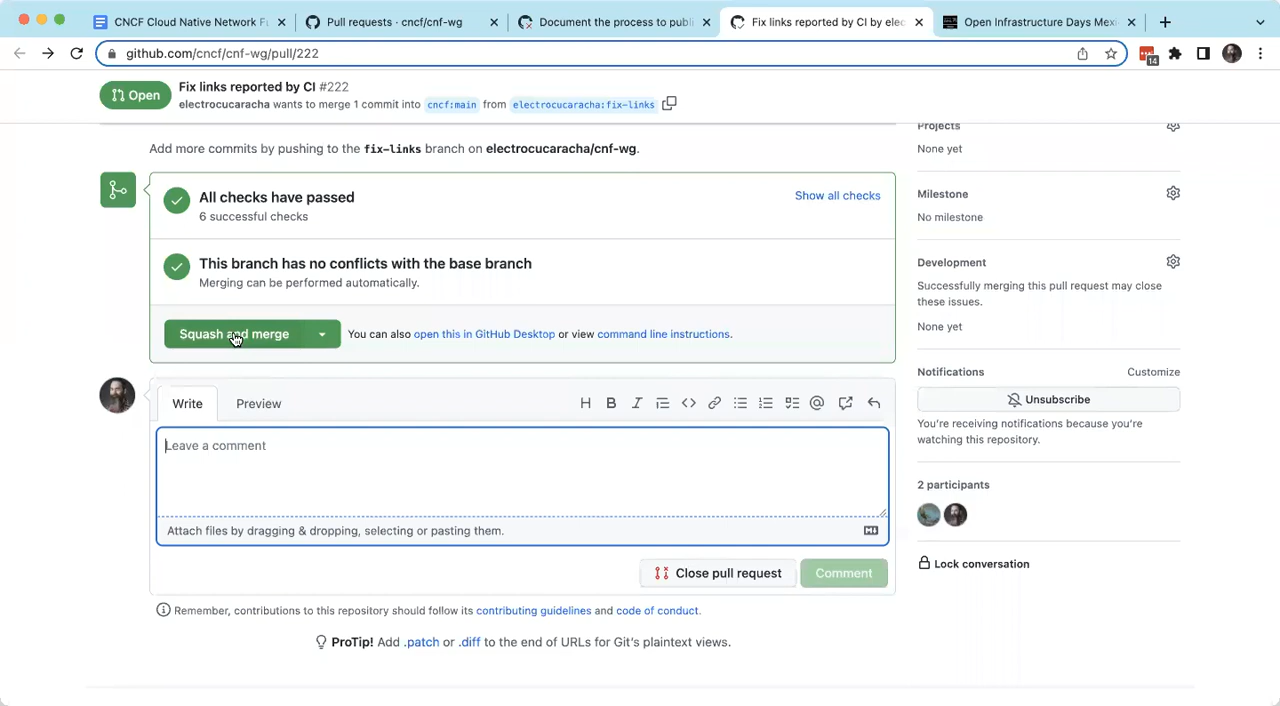 CNCF Cloud Native Network Fu
Pull requests · cncf/cnf-wg
Document the process to publi
Fix links reported by CI by elec
Open Infrastructure Days Mexi
github.com/cncf/cnf-wg/pull/222
14
Open
Fix links reported by CI #222
electrocucaracha wants to merge 1 commit into cncf:main from electrocucaracha:fix-links
Add more commits by pushing to the fix-links branch on electrocucaracha/cnf-wg.
All checks have passed
6 successful checks
Show all checks
This branch has no conflicts with the base branch
Merging can be performed automatically.
Squash and merge
You can also open this in GitHub Desktop or view command line instructions.
Write
Preview
Leave a comment
Attach files by dragging & dropping, selecting or pasting them.
Close pull request
Comment
Remember, contributions to this repository should follow its contributing guidelines and code of conduct.
ProTip! Add .patch or .diff to the end of URLs for Git's plaintext views.
Projects
None yet
Milestone
No milestone
Development
Successfully merging this pull request may close
these issues.
None yet
Notifications
Customize
Unsubscribe
You're receiving notifications because you're
watching this repository.
2 participants
Lock conversation